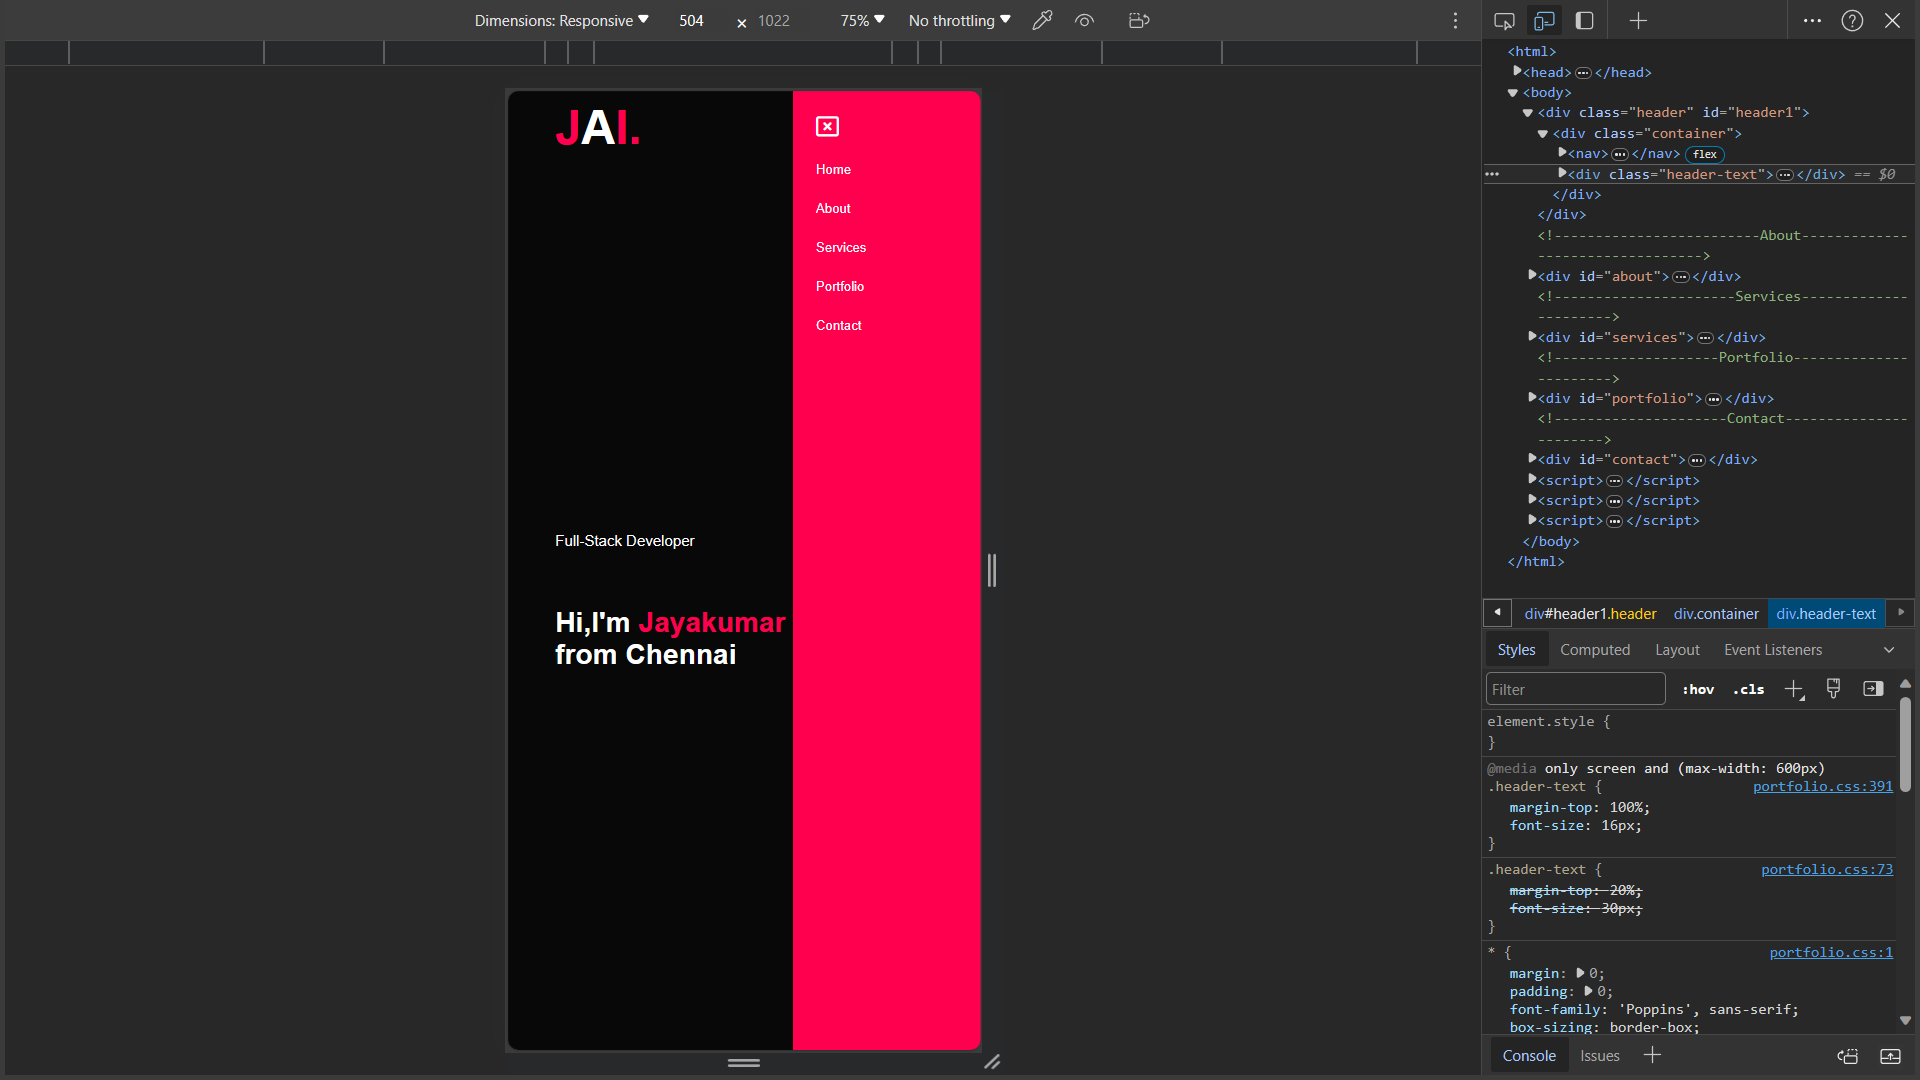 Dimensions: Responsive ▼ 504 × 1022 75% ▼ No throttling ▼
JAI.
Home
About
Services
Portfolio
Contact
Full-Stack Developer
Hi,I'm Jayakumar
from Chennai
<html>
<head>⋯</head>
<body>
<div class="header" id="header1">
<div class="container">
<nav>⋯</nav> flex
<div class="header-text">⋯</div> == $0
</div>
</div>
<!-------------------------About-------------
--------------------->
<div id="about">⋯</div>
<!----------------------Services-------------
--------->
<div id="services">⋯</div>
<!--------------------Portfolio--------------
--------->
<div id="portfolio">⋯</div>
<!---------------------Contact---------------
-------->
<div id="contact">⋯</div>
<script>⋯</script>
<script>⋯</script>
<script>⋯</script>
</body>
</html>
div#header1.header div.container div.header-text
Styles Computed Layout Event Listeners
Filter :hov .cls
element.style {
}
@media only screen and (max-width: 600px)
.header-text { portfolio.css:391
margin-top: 100%;
font-size: 16px;
}
.header-text { portfolio.css:73
margin-top: 20%;
font-size: 30px;
}
* { portfolio.css:1
margin: 0;
padding: 0;
font-family: 'Poppins', sans-serif;
box-sizing: border-box;
Console Issues